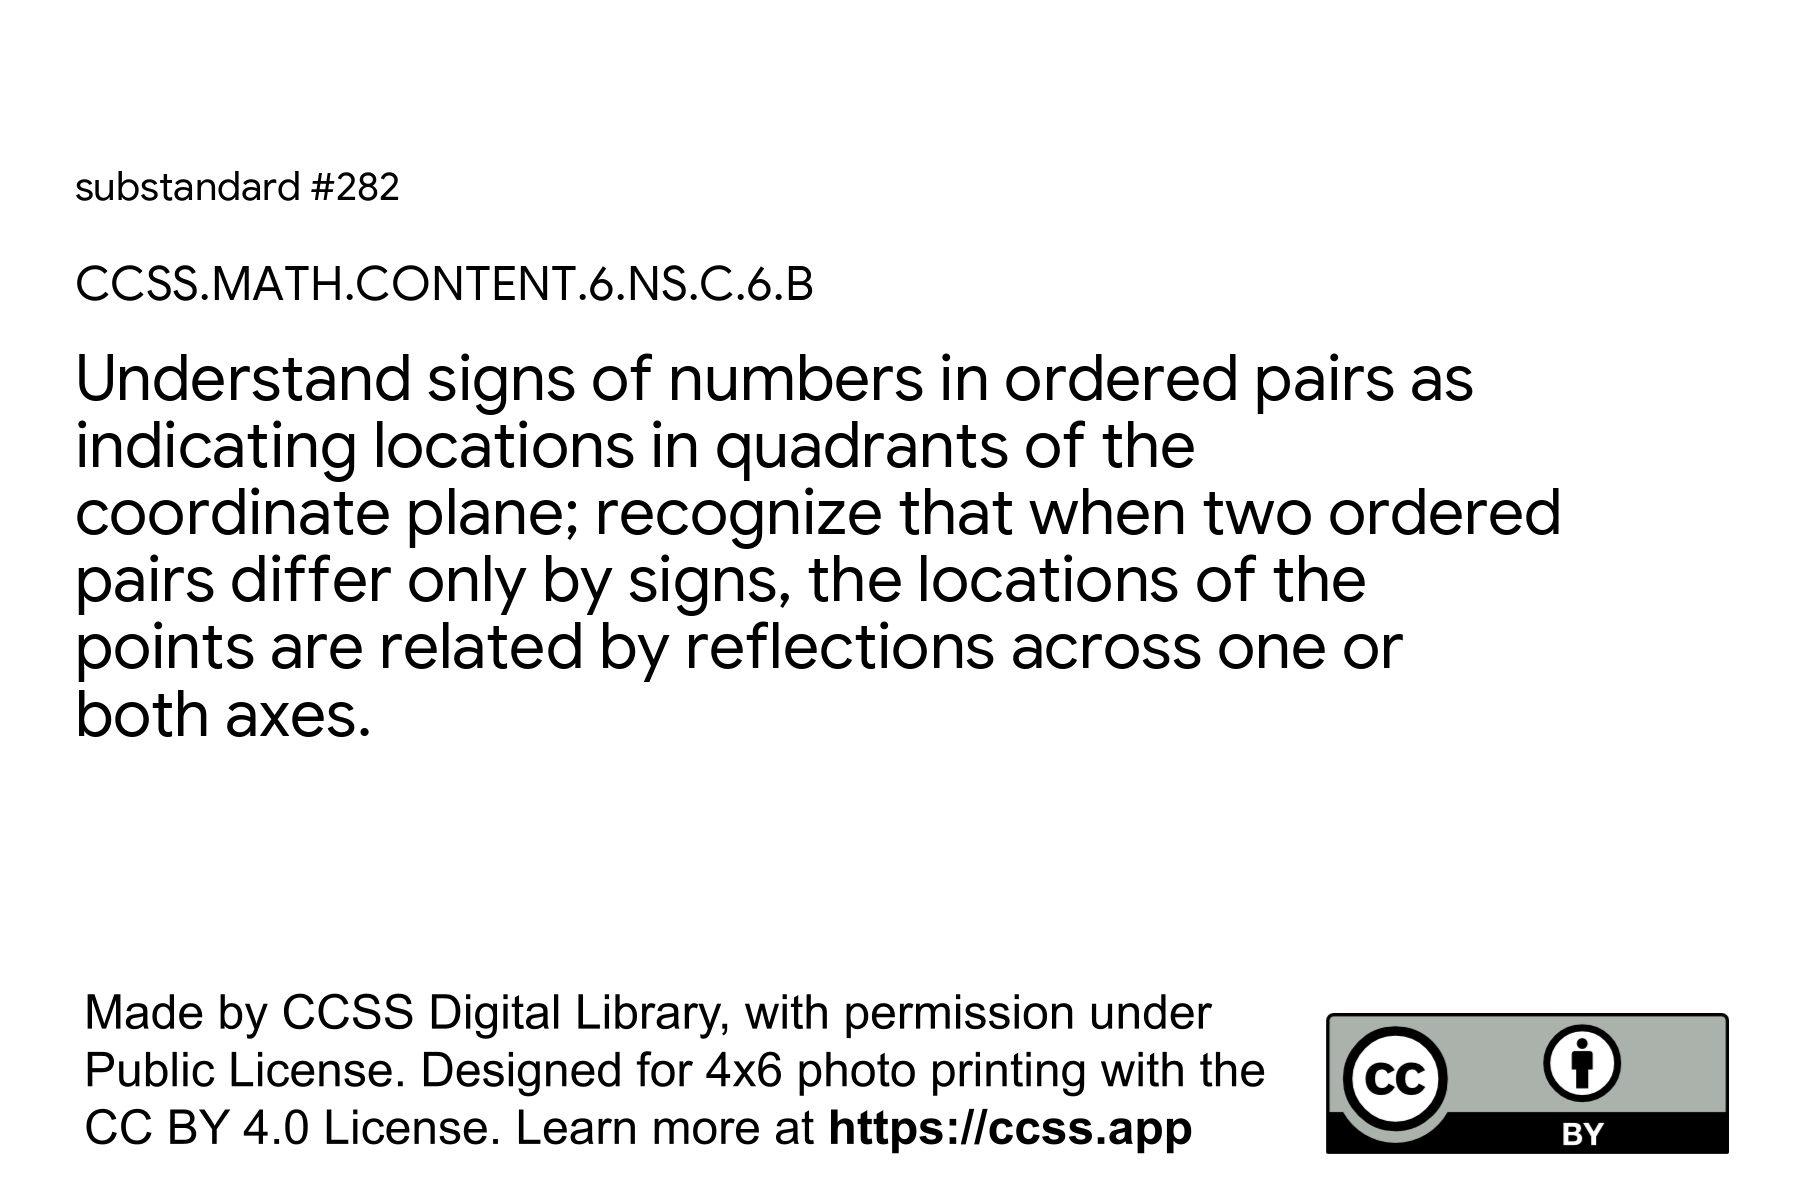 substandard #282
CCSS.MATH.CONTENT.6.NS.C.6.B
Understand signs of numbers in ordered pairs as
indicating locations in quadrants of the
coordinate plane; recognize that when two ordered
pairs differ only by signs, the locations of the
points are related by reflections across one or
both axes.
Made by CCSS Digital Library, with permission under
Public License. Designed for 4x6 photo printing with the
CC BY 4.0 License. Learn more at https://ccss.app
CC
BY